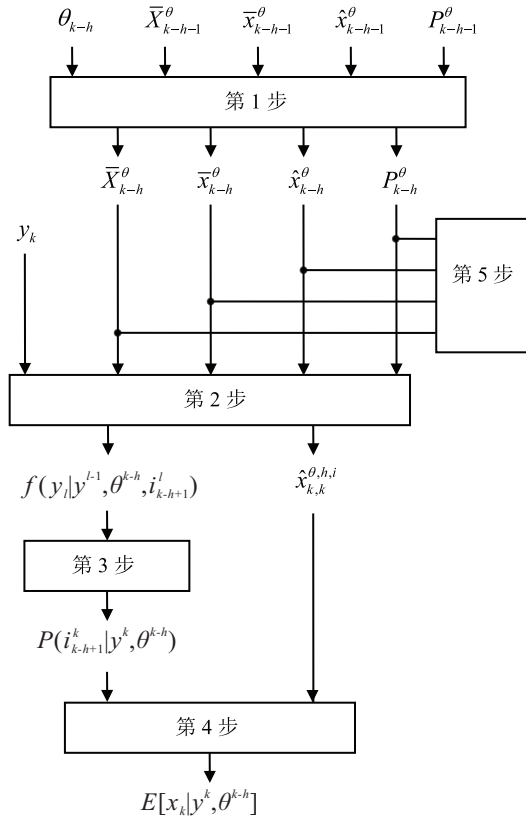 θ_{k-h} X̅^θ_{k-h-1} x̅^θ_{k-h-1} x̂^θ_{k-h-1} P^θ_{k-h-1}
第 1 步
X̅^θ_{k-h} x̅^θ_{k-h} x̂^θ_{k-h} P^θ_{k-h}
y_k
第 5 步
第 2 步
f(y_l|y^{l-1},θ^{k-h},i^l_{k-h+1}) x̂^{θ,h,i}_{k,k}
第 3 步
P(i^k_{k-h+1}|y^k,θ^{k-h})
第 4 步
E[x_k|y^k,θ^{k-h}]